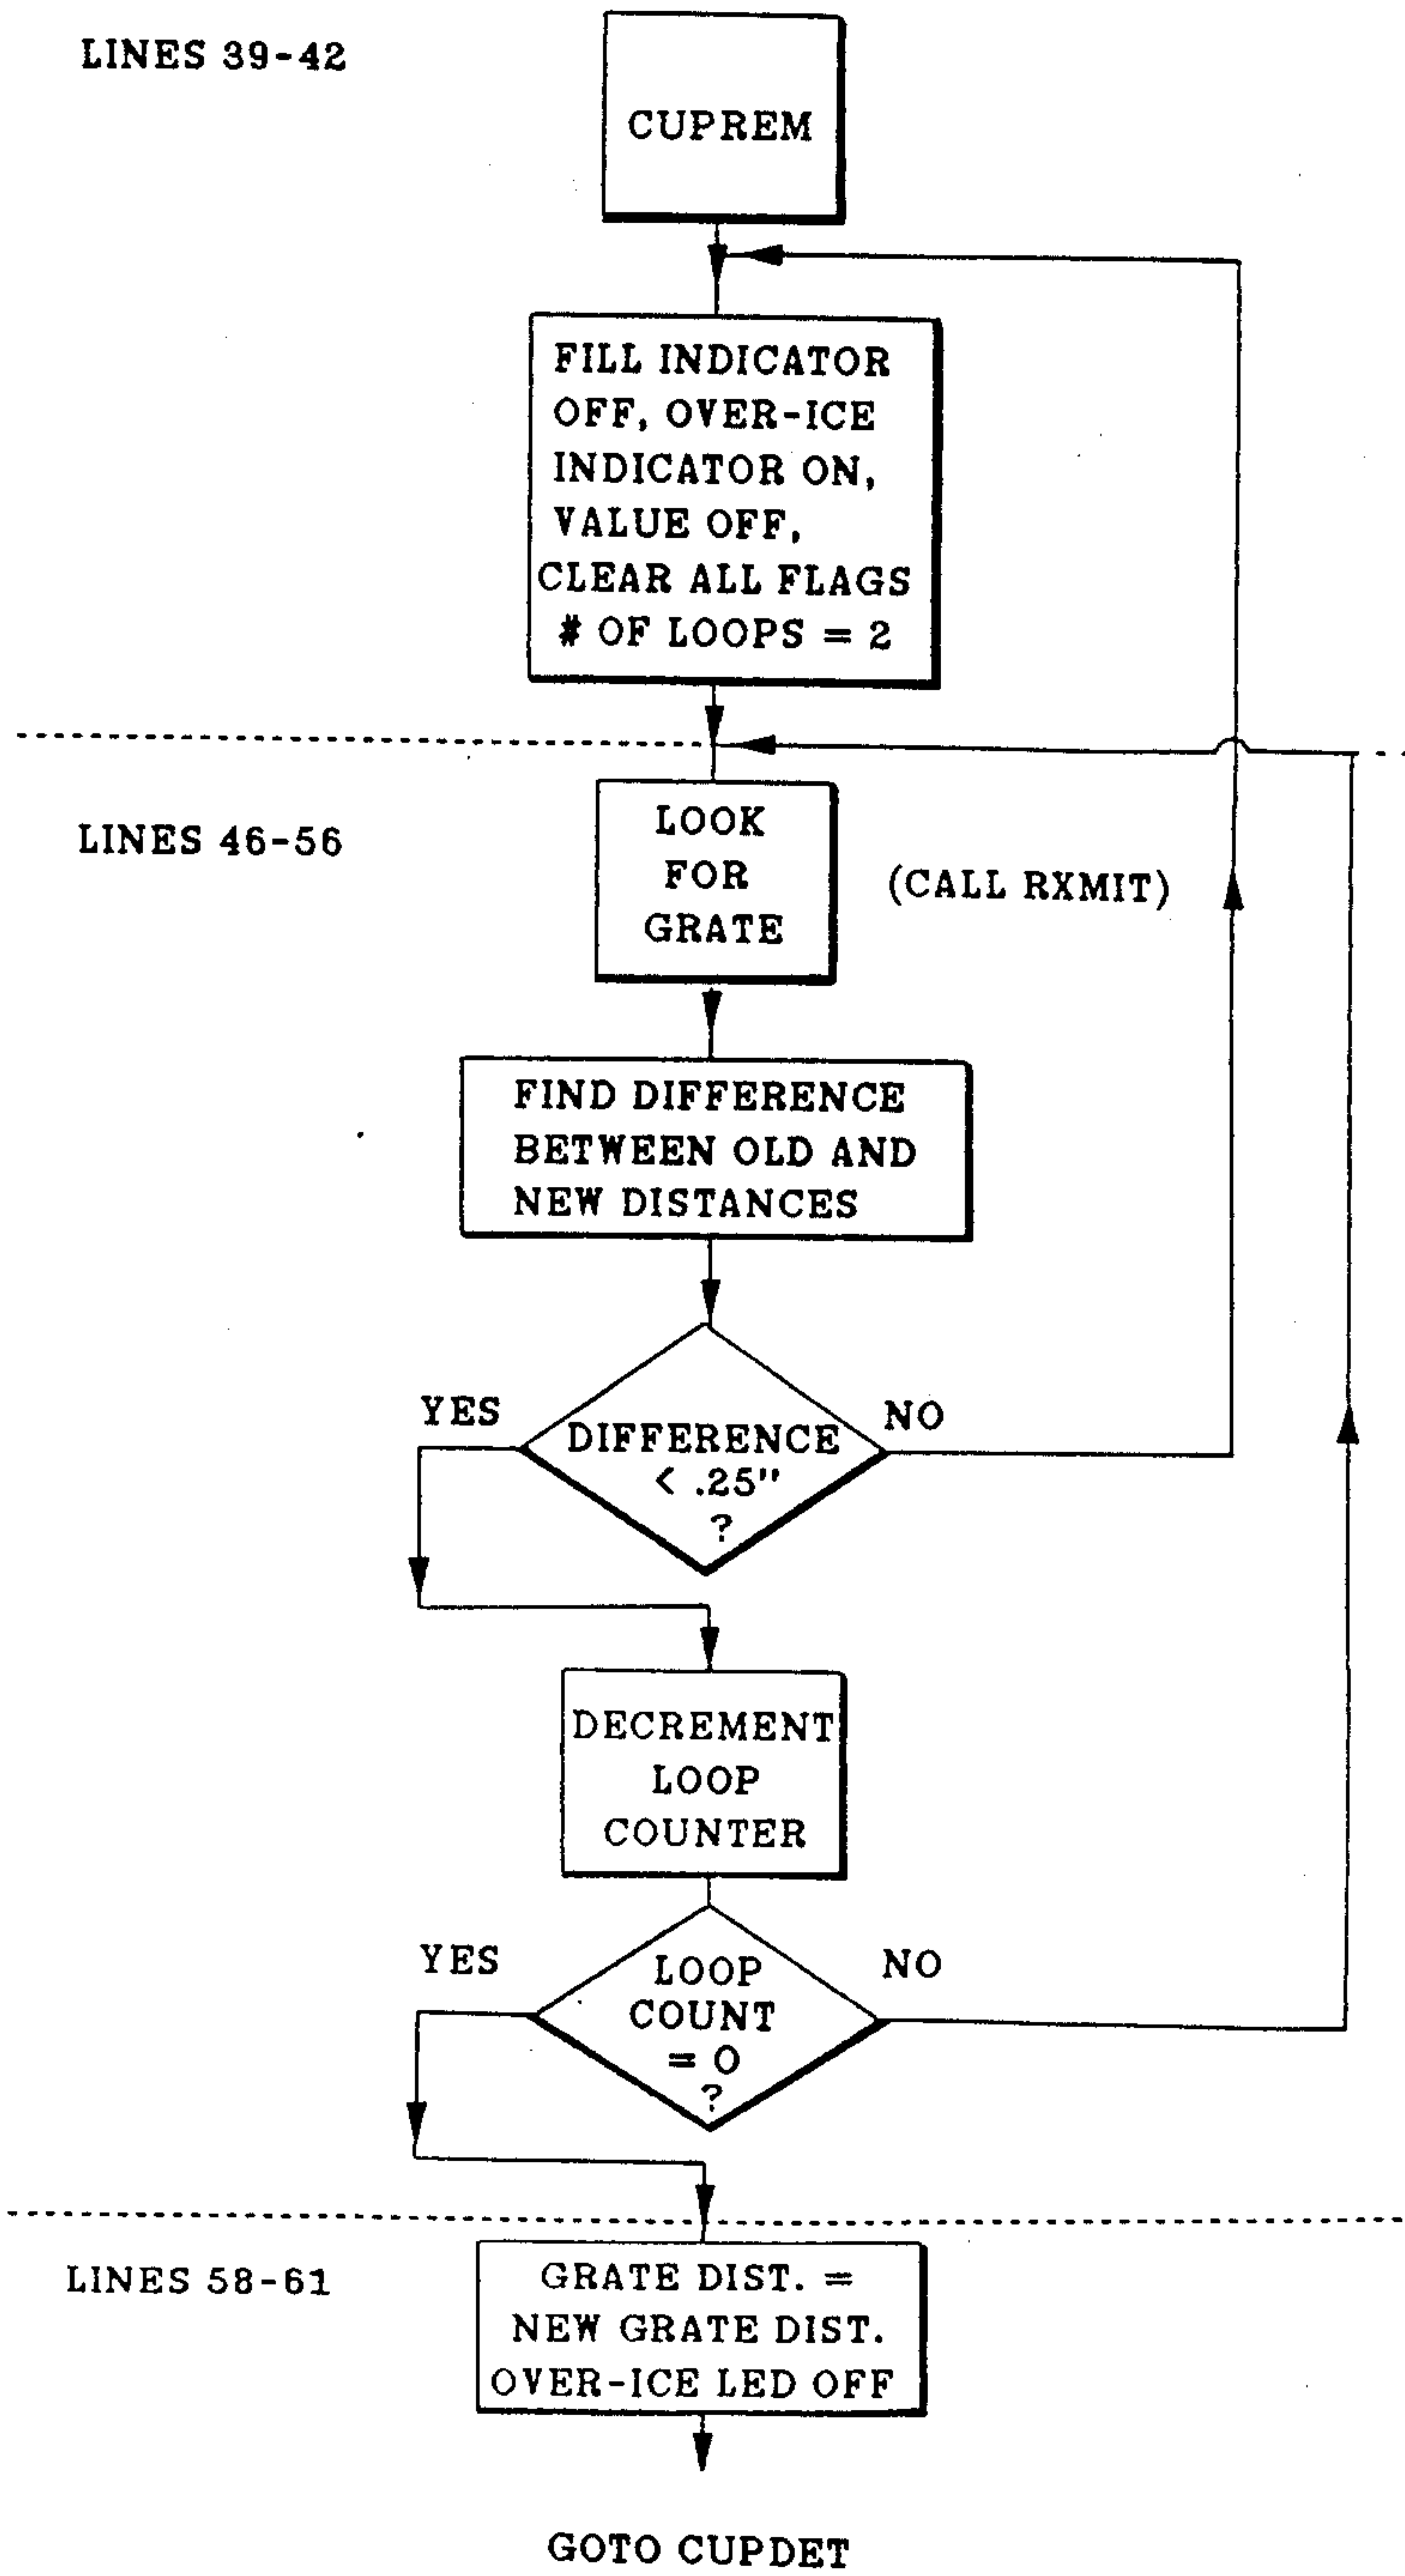 LINES 39-42
CUPREM
FILL INDICATOR
OFF, OVER-ICE
INDICATOR ON,
VALUE OFF,
CLEAR ALL FLAGS
# OF LOOPS = 2
LINES 46-56
LOOK
FOR
GRATE
(CALL RXMIT)
FIND DIFFERENCE
BETWEEN OLD AND
NEW DISTANCES
YES
NO
DIFFERENCE
< .25"
?
DECREMENT
LOOP
COUNTER
YES
NO
LOOP
COUNT
= 0
?
LINES 58-61
GRATE DIST. =
NEW GRATE DIST.
OVER-ICE LED OFF
GOTO CUPDET